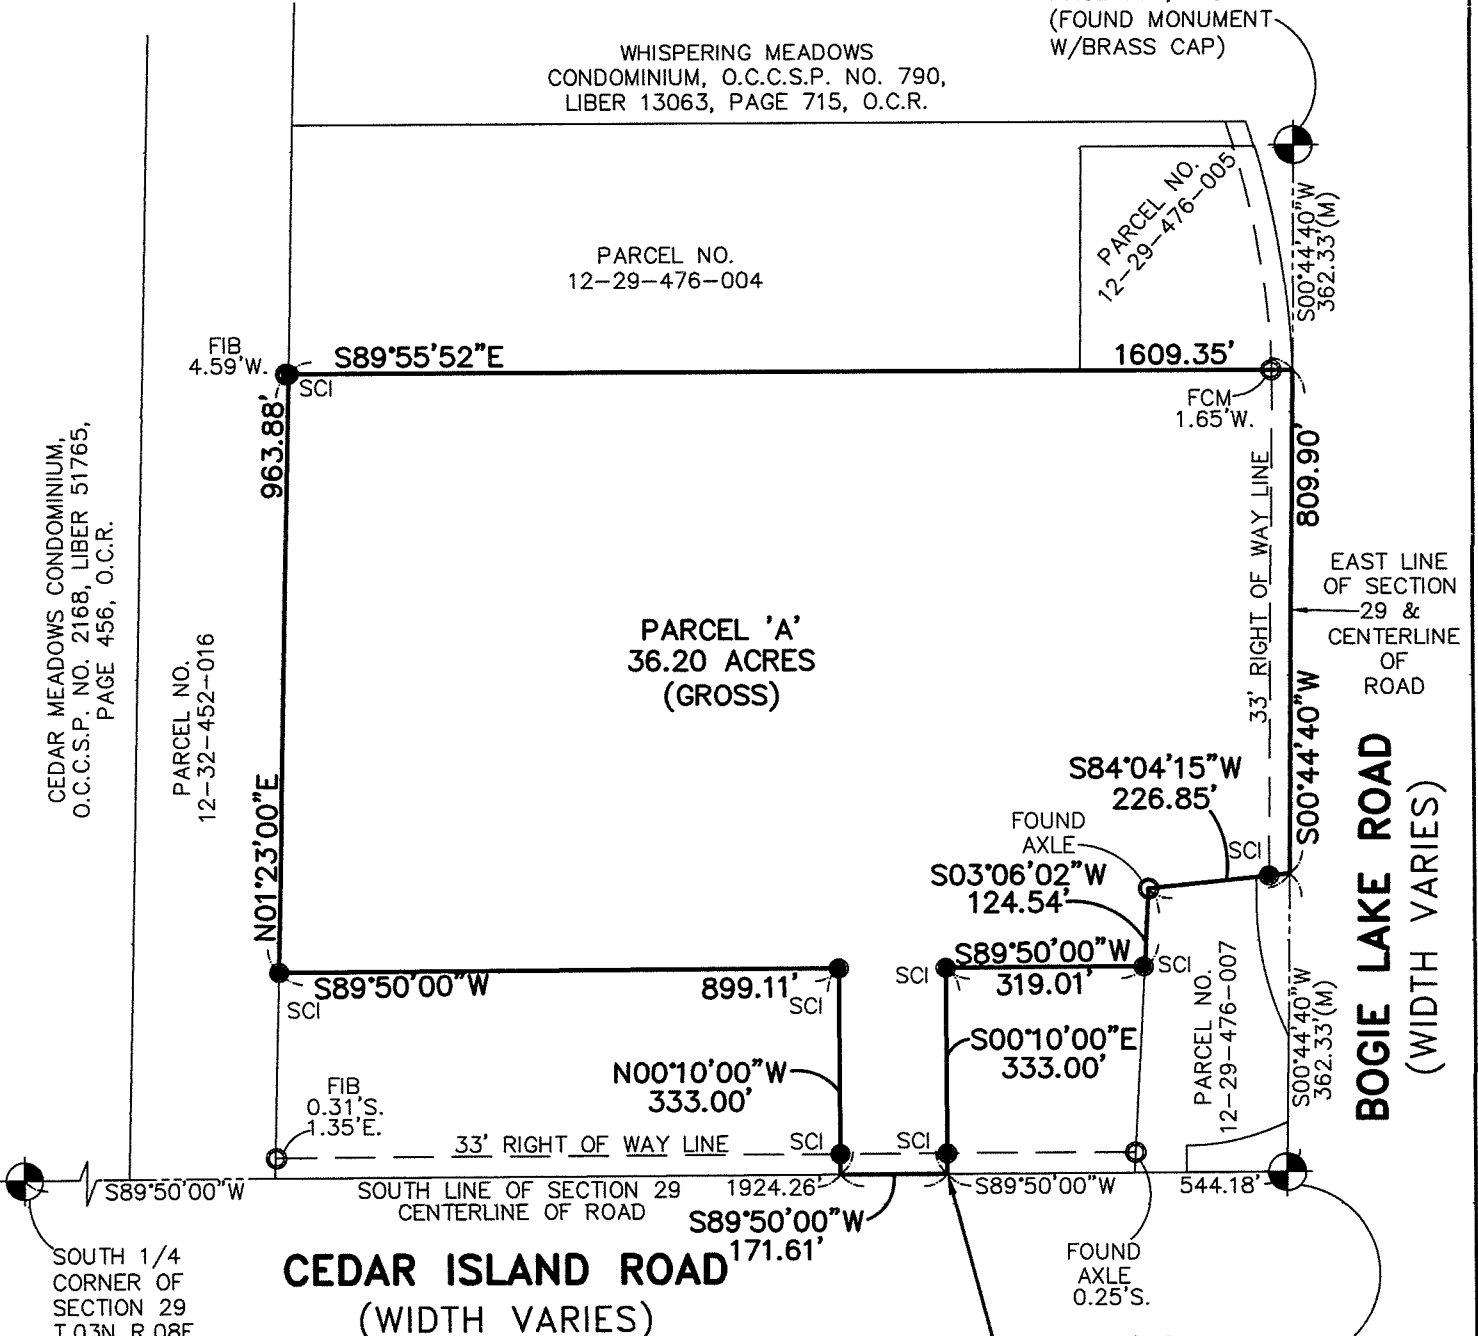 (FOUND MONUMENT
W/BRASS CAP)
WHISPERING MEADOWS
CONDOMINIUM, O.C.C.S.P. NO. 790,
LIBER 13063, PAGE 715, O.C.R.
PARCEL NO.
12-29-476-005
S00°44'40"W
362.33'(M)
PARCEL NO.
12-29-476-004
FIB
4.59'W.
SCI
S89°55'52"E
1609.35'
FCM
1.65'W.
963.88'
N01°23'00"E
CEDAR MEADOWS CONDOMINIUM,
O.C.C.S.P. NO. 2168, LIBER 51765,
PAGE 456, O.C.R.
PARCEL NO.
12-32-452-016
PARCEL 'A'
36.20 ACRES
(GROSS)
33' RIGHT OF WAY LINE
809.90'
S00°44'40"W
EAST LINE
OF SECTION
29 &
CENTERLINE
OF
ROAD
BOGIE LAKE ROAD
(WIDTH VARIES)
S84°04'15"W
226.85'
FOUND
AXLE
SCI
S03°06'02"W
124.54'
S89°50'00"W
319.01'
SCI
SCI
S89°50'00"W
899.11'
SCI
SCI
PARCEL NO.
12-29-476-007
S00°44'40"W
362.33'(M)
S00°10'00"E
333.00'
N00°10'00"W
333.00'
FIB
0.31'S.
1.35'E.
33' RIGHT OF WAY LINE
SCI
SCI
S89°50'00"W
SOUTH LINE OF SECTION 29
CENTERLINE OF ROAD
1924.26'
S89°50'00"W
544.18'
S89°50'00"W
171.61'
CEDAR ISLAND ROAD
(WIDTH VARIES)
FOUND
AXLE
0.25'S.
SOUTH 1/4
CORNER OF
SECTION 29
T.03N., R.08E.